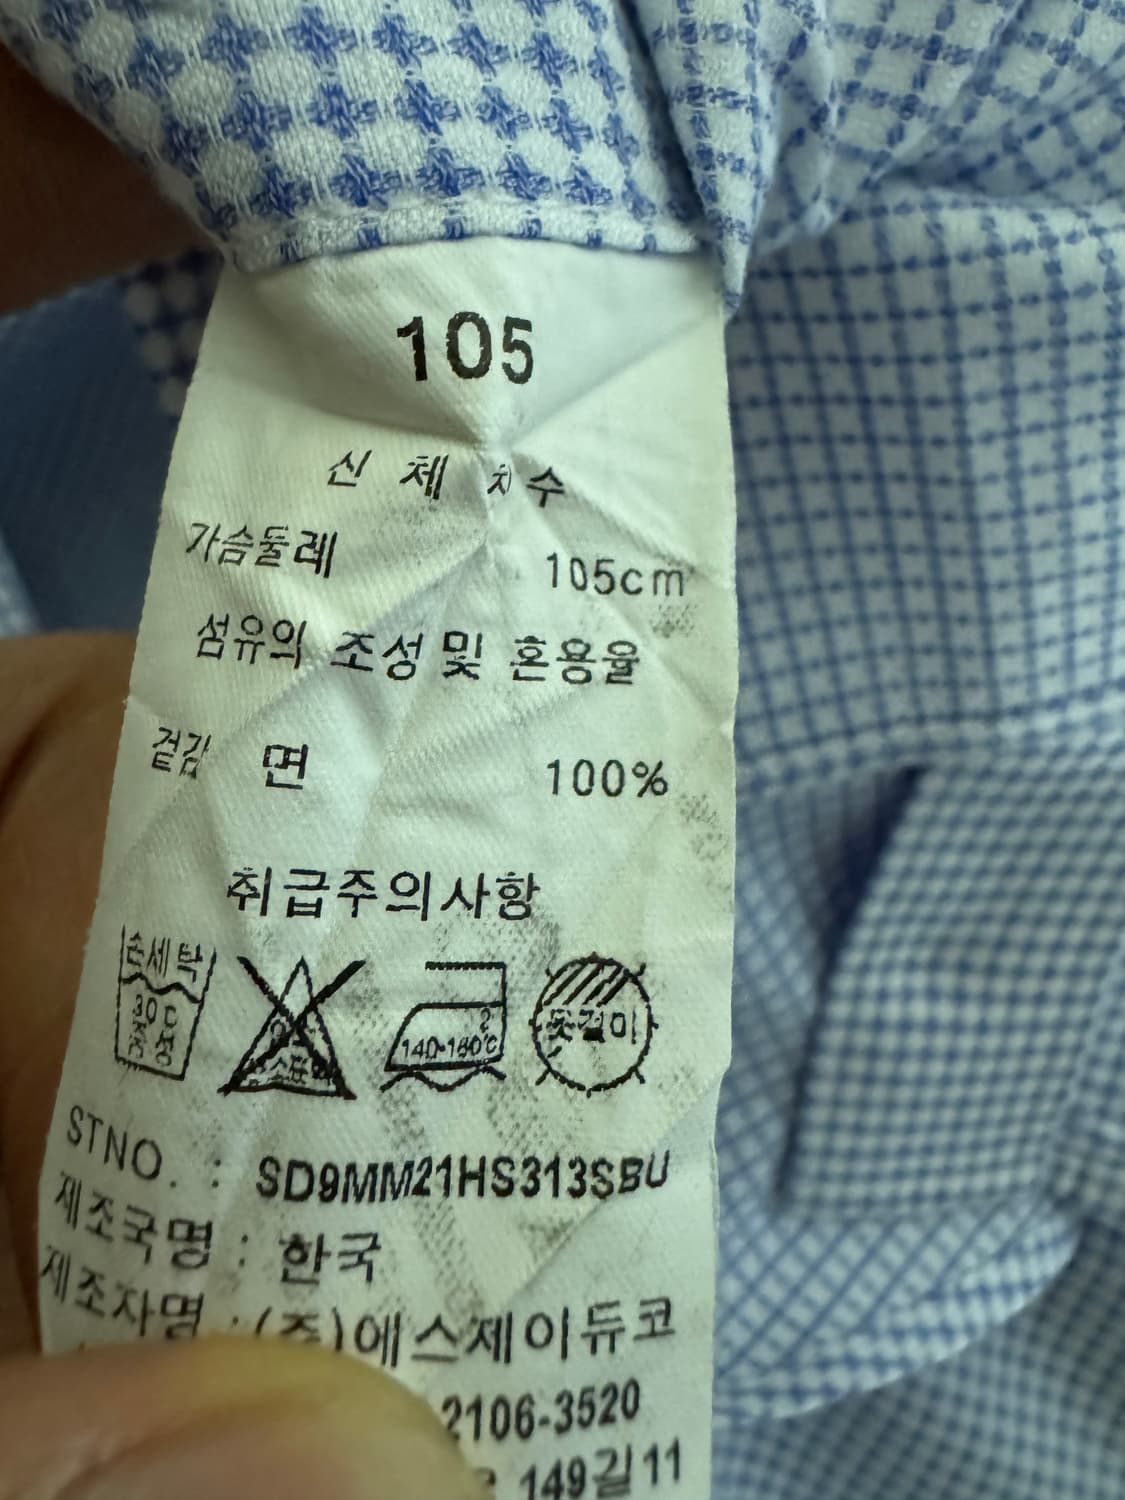 105
신체 치수
가슴둘레 105cm
섬유의 조성 및 혼용율
겉감 면 100%
취급주의사항
손세탁
30℃
140-160℃
옷걸이
STNO. : SD9MM21HS313SBU
제조국명 : 한국
제조자명 : (주)에스제이듀코
2106-3520
149길11